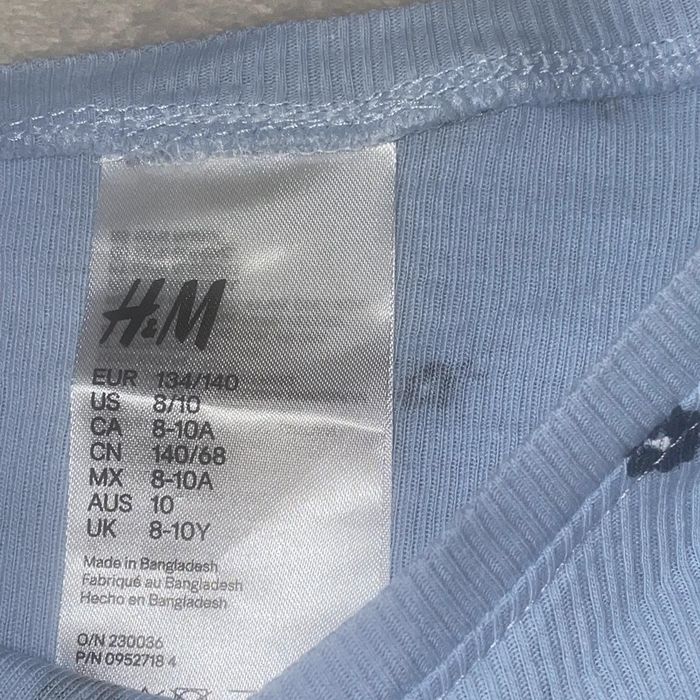 H&M
EUR 134/140
US 8/10
CA 8-10A
CN 140/68
MX 8-10A
AUS 10
UK 8-10Y
Made in Bangladesh
Fabriqué au Bangladesh
Hecho en Bangladesh
O/N 230036
P/N 0952718 4